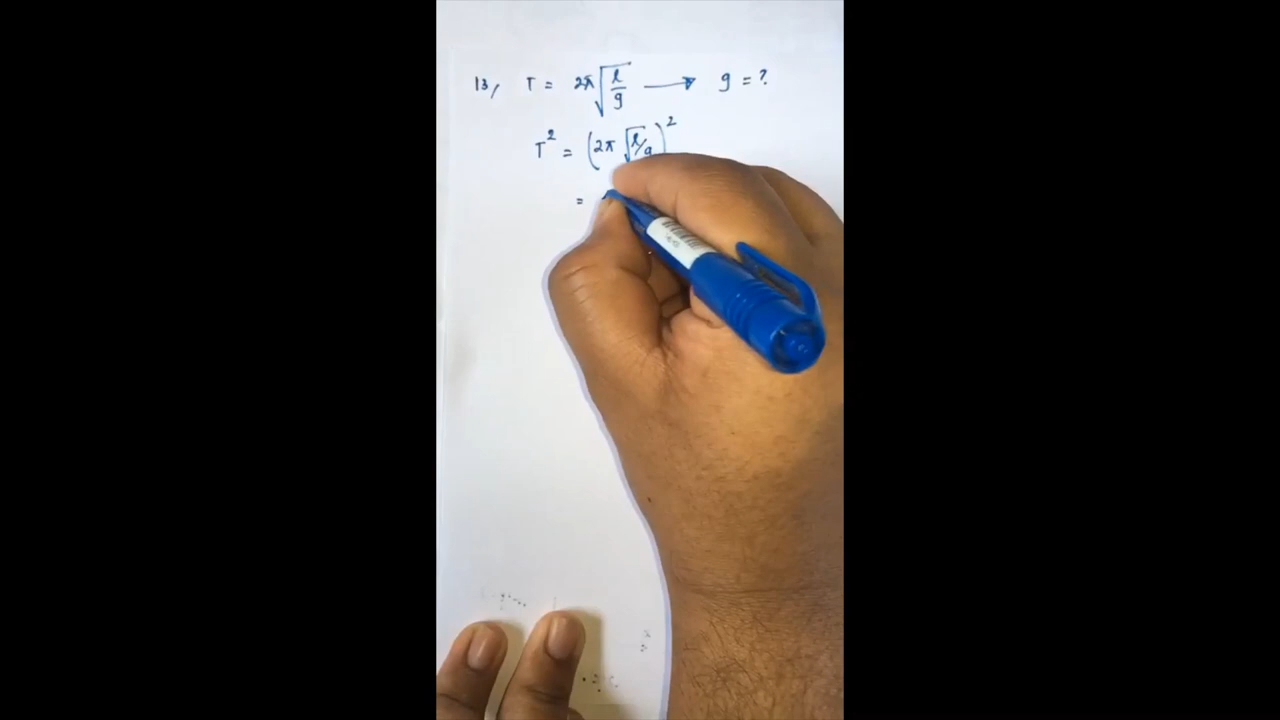 13, T = 2π√(l/g) → g = ?
T² = (2π √(l/g))²
=